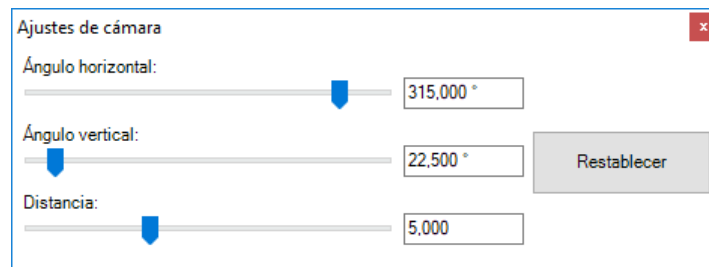 Ajustes de cámara
x
Ángulo horizontal:
315,000 °
Ángulo vertical:
22,500 °
Restablecer
Distancia:
5,000